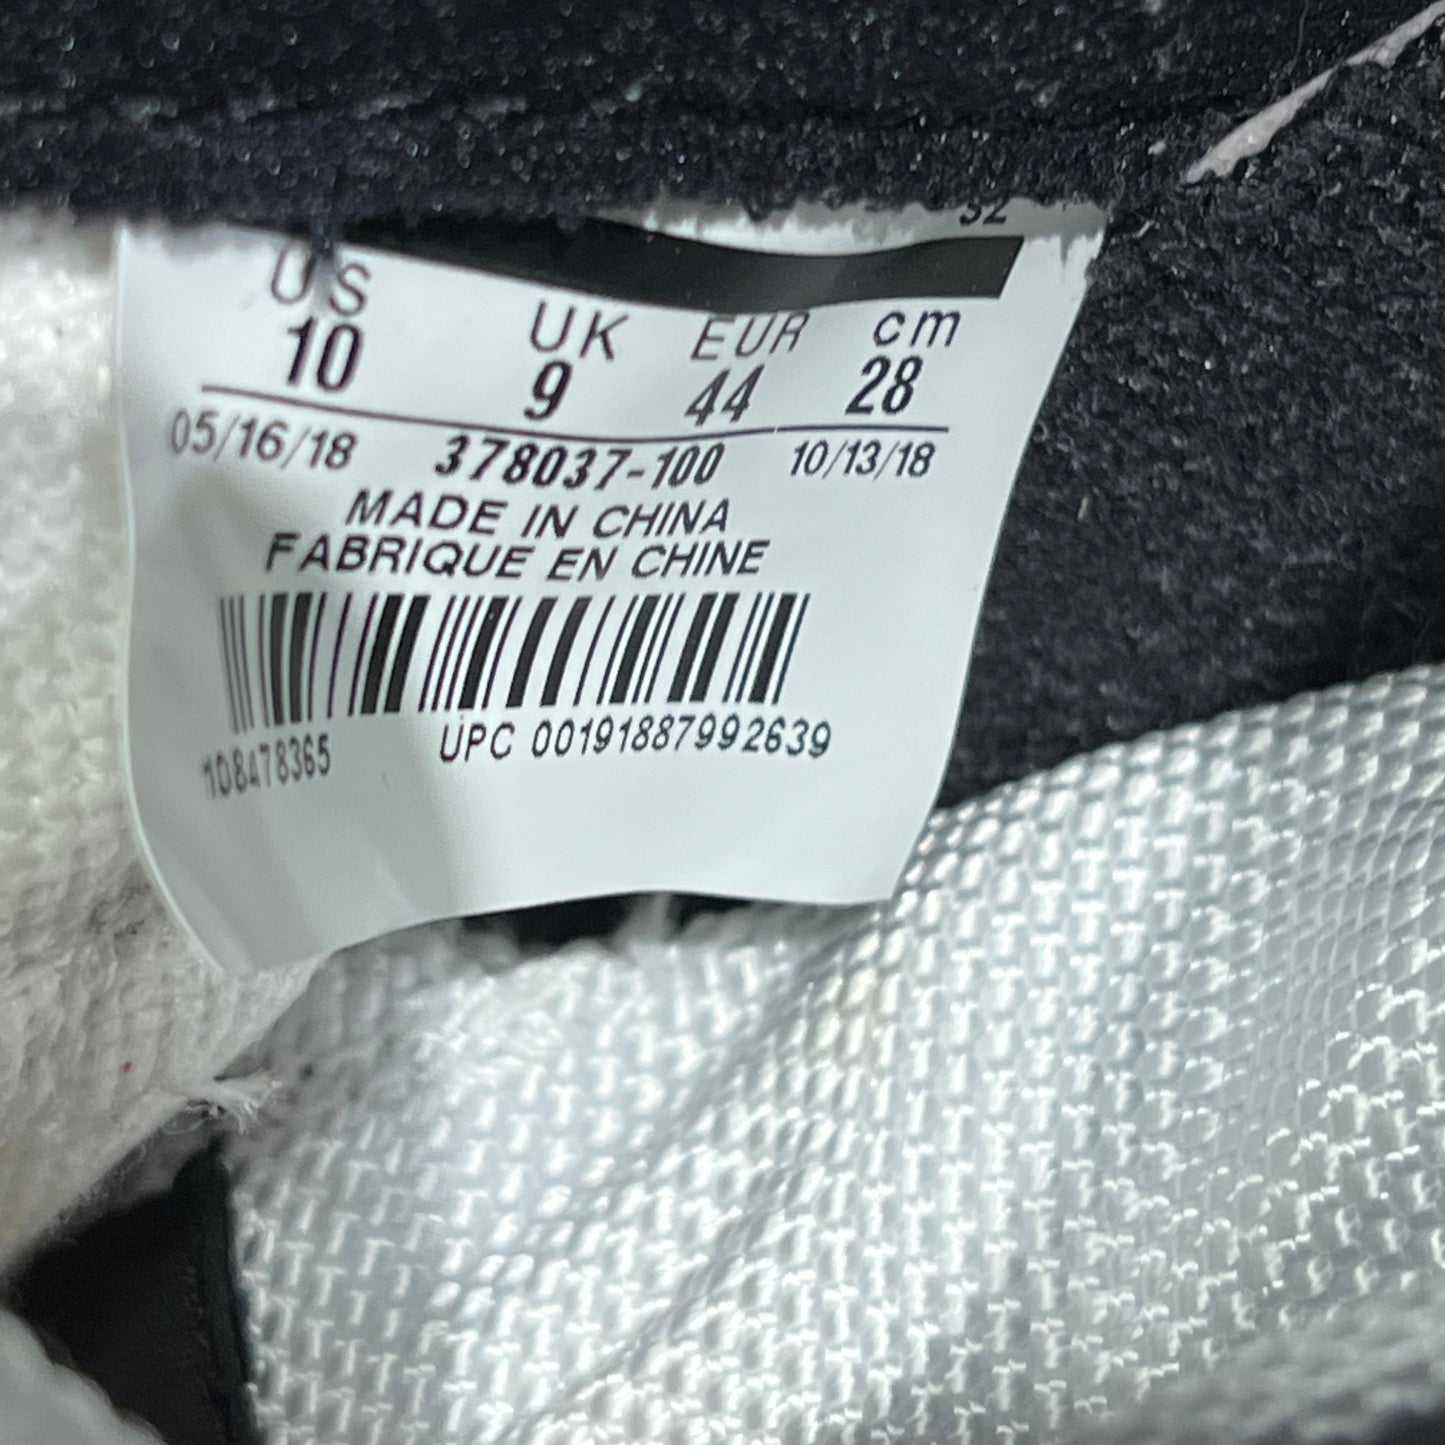 US UK EUR cm
10 9 44 28
05/16/18 378037-100 10/13/18
MADE IN CHINA
FABRIQUE EN CHINE
108478365 UPC 00191887992639